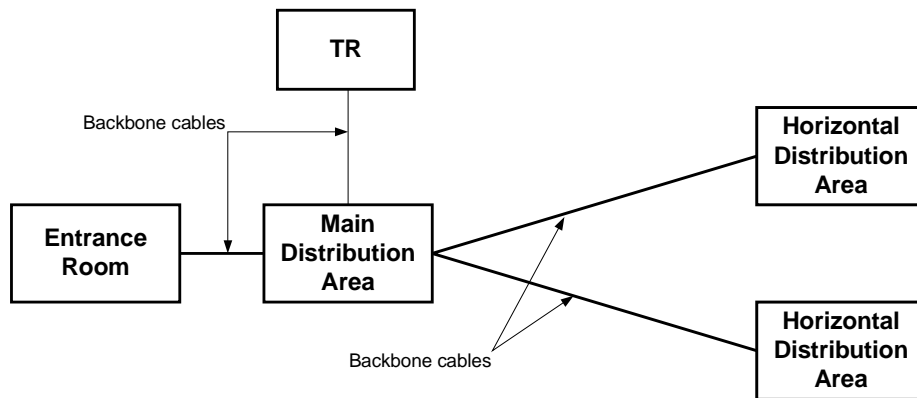 TR
Backbone cables
Horizontal
Distribution
Area
Entrance
Room
Main
Distribution
Area
Backbone cables
Horizontal
Distribution
Area